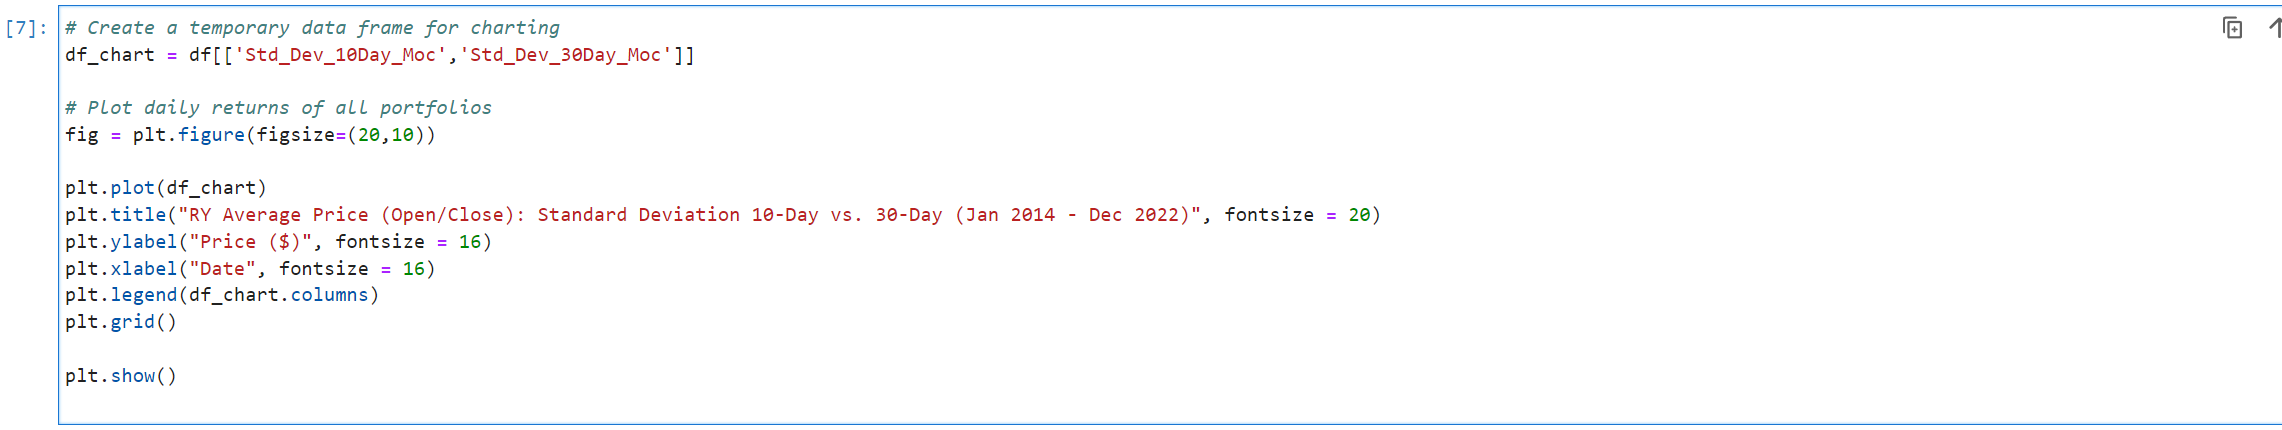 [7]: # Create a temporary data frame for charting
df_chart = df[['Std_Dev_10Day_Moc','Std_Dev_30Day_Moc']]
# Plot daily returns of all portfolios
fig = plt.figure(figsize=(20,10))
plt.plot(df_chart)
plt.title("RY Average Price (Open/Close): Standard Deviation 10-Day vs. 30-Day (Jan 2014 - Dec 2022)", fontsize = 20)
plt.ylabel("Price ($)", fontsize = 16)
plt.xlabel("Date", fontsize = 16)
plt.legend(df_chart.columns)
plt.grid()
plt.show()